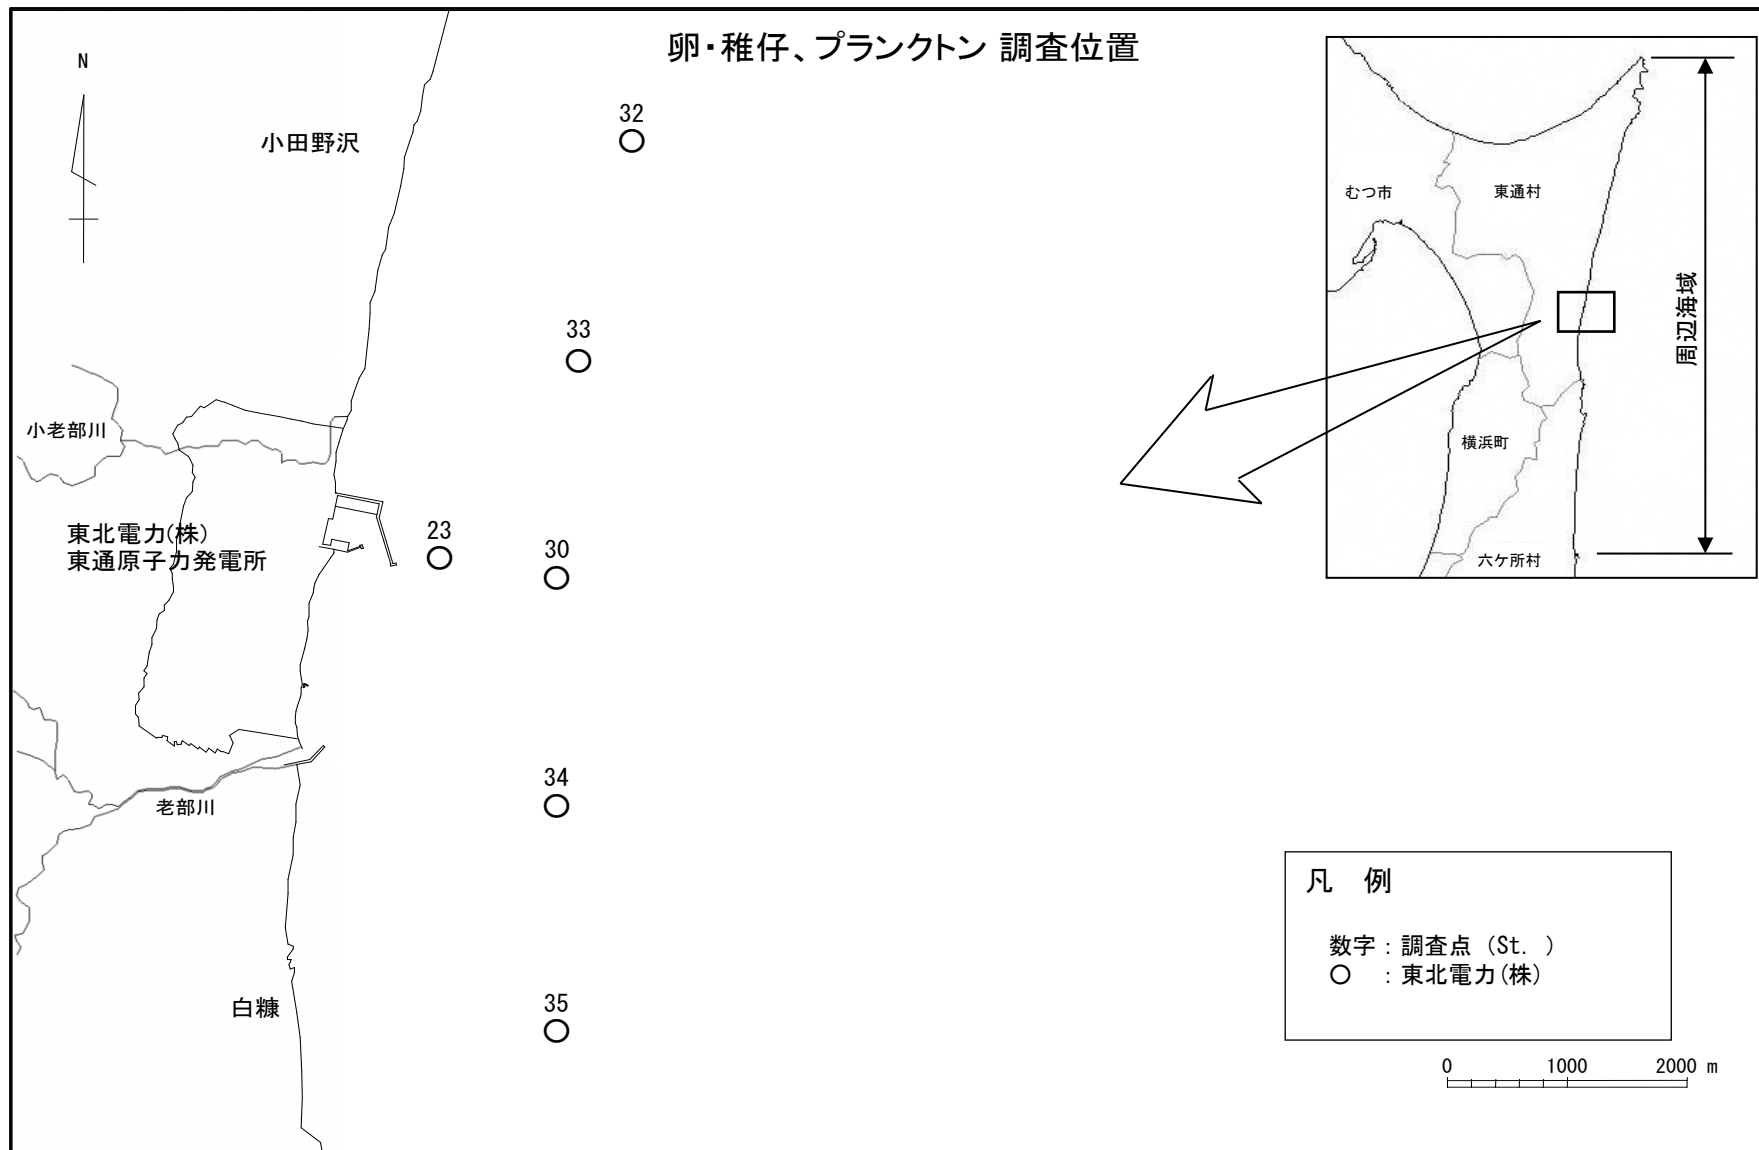 卵・稚仔、プランクトン 調査位置
N
小田野沢
32
33
小老部川
東北電力(株)
東通原子力発電所
23
30
34
老部川
白糠
35
むつ市
東通村
周辺海域
横浜町
六ケ所村
凡 例
数字 : 調査点 (St. )
○ : 東北電力(株)
0 1000 2000 m